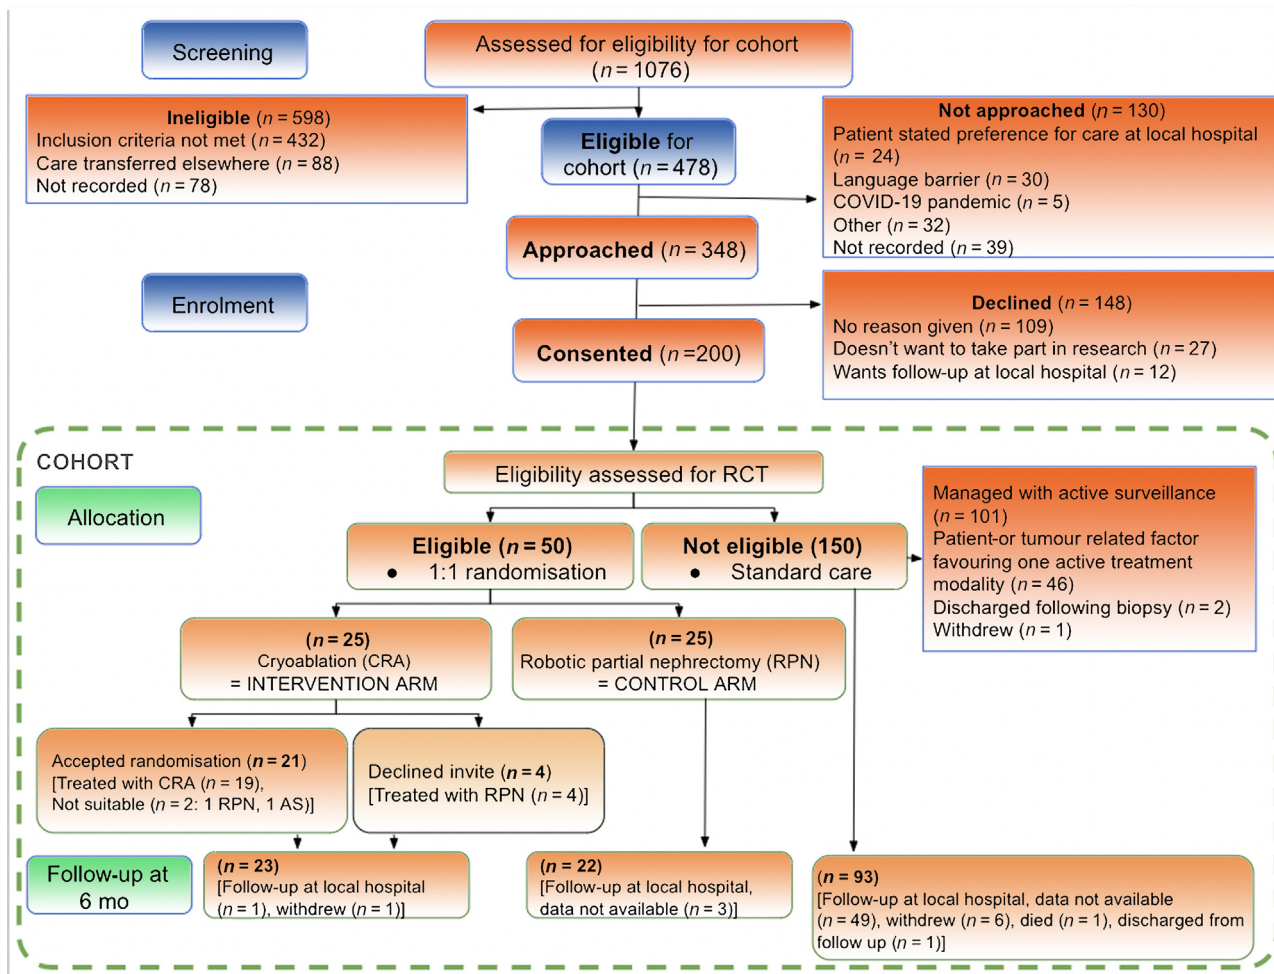 Screening
Assessed for eligibility for cohort
(n = 1076)
Ineligible (n = 598)
Inclusion criteria not met (n = 432)
Care transferred elsewhere (n = 88)
Not recorded (n = 78)
Eligible for
cohort (n = 478)
Not approached (n = 130)
Patient stated preference for care at local hospital
(n = 24)
Language barrier (n = 30)
COVID-19 pandemic (n = 5)
Other (n = 32)
Not recorded (n = 39)
Approached (n = 348)
Enrolment
Declined (n = 148)
No reason given (n = 109)
Doesn't want to take part in research (n = 27)
Wants follow-up at local hospital (n = 12)
Consented (n =200)
COHORT
Allocation
Eligibility assessed for RCT
Eligible (n = 50)
● 1:1 randomisation
Not eligible (150)
● Standard care
Managed with active surveillance
(n = 101)
Patient-or tumour related factor
favouring one active treatment
modality (n = 46)
Discharged following biopsy (n = 2)
Withdrew (n = 1)
(n = 25)
Cryoablation (CRA)
= INTERVENTION ARM
(n = 25)
Robotic partial nephrectomy (RPN)
= CONTROL ARM
Accepted randomisation (n = 21)
[Treated with CRA (n = 19),
Not suitable (n = 2: 1 RPN, 1 AS)]
Declined invite (n = 4)
[Treated with RPN (n = 4)]
Follow-up at
6 mo
(n = 23)
[Follow-up at local hospital
(n = 1), withdrew (n = 1)]
(n = 22)
[Follow-up at local hospital,
data not available (n = 3)]
(n = 93)
[Follow-up at local hospital, data not available
(n = 49), withdrew (n = 6), died (n = 1), discharged from
follow up (n = 1)]